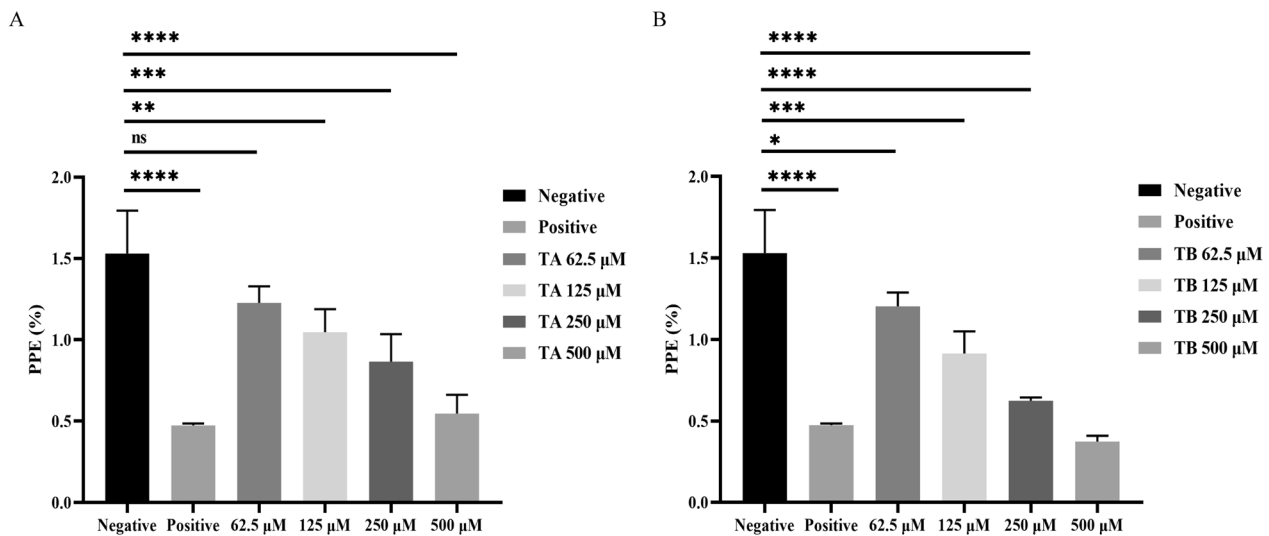 A
****
***
**
ns
****
PPE (%)
2.0
1.5
1.0
0.5
0.0
Negative
Positive
62.5 μM
125 μM
250 μM
500 μM
Negative
Positive
TA 62.5 μM
TA 125 μM
TA 250 μM
TA 500 μM
B
****
****
***
*
****
PPE (%)
2.0
1.5
1.0
0.5
0.0
Negative
Positive
62.5 μM
125 μM
250 μM
500 μM
Negative
Positive
TB 62.5 μM
TB 125 μM
TB 250 μM
TB 500 μM